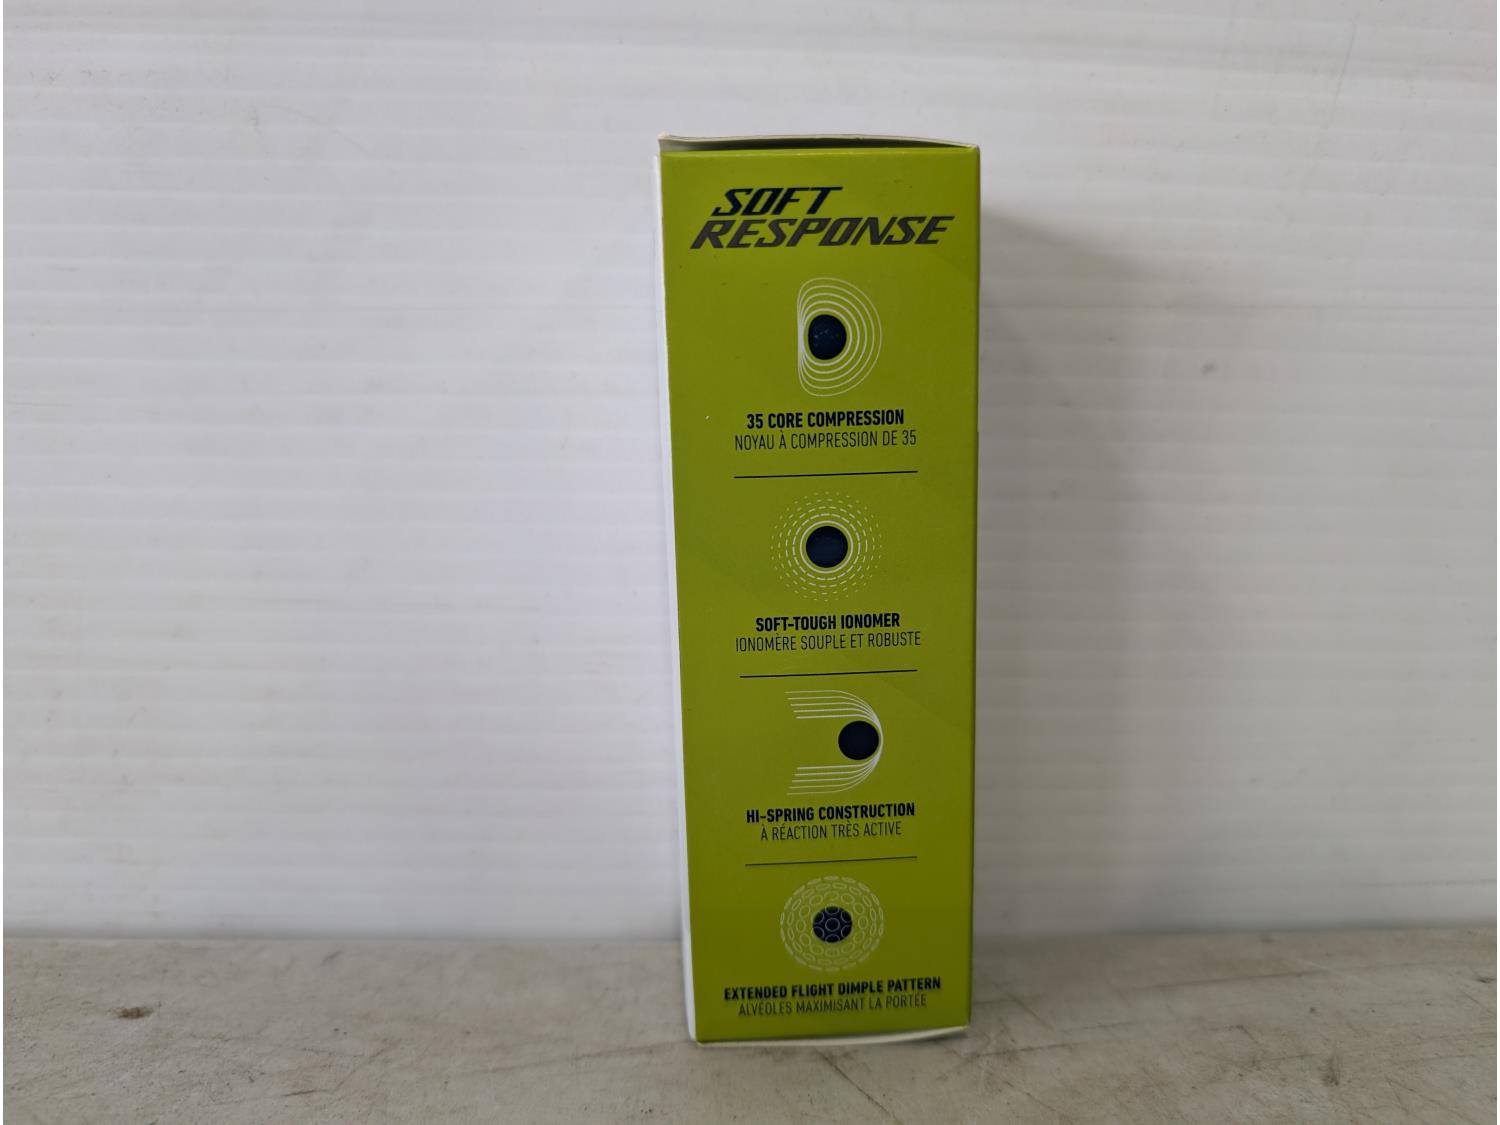 SOFT
RESPONSE
35 CORE COMPRESSION
NOYAU À COMPRESSION DE 35
SOFT-TOUGH IONOMER
IONOMÈRE SOUPLE ET ROBUSTE
HI-SPRING CONSTRUCTION
À RÉACTION TRÈS ACTIVE
EXTENDED FLIGHT DIMPLE PATTERN
ALVÉOLES MAXIMISANT LA PORTÉE